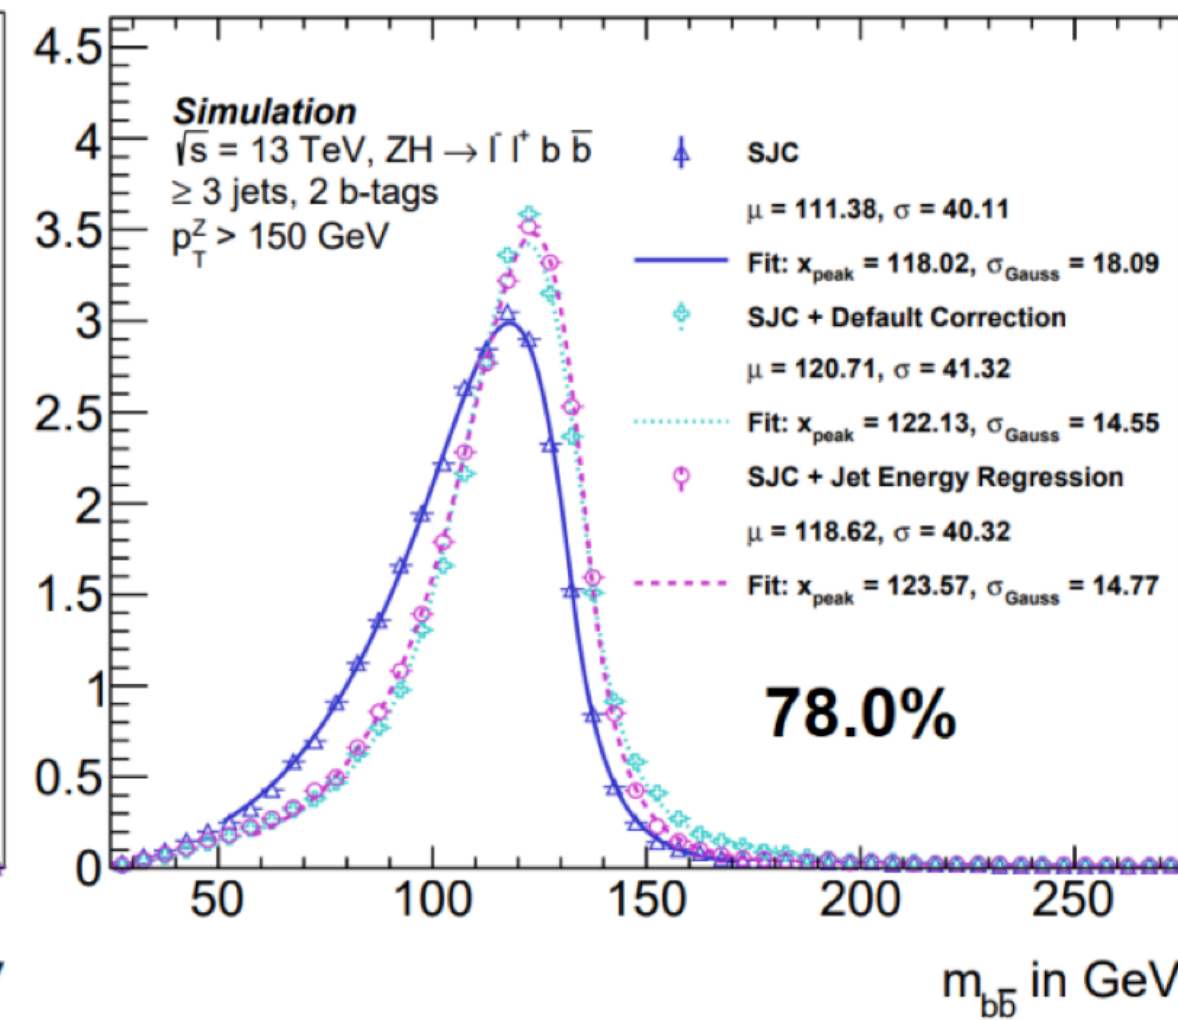 4.5
4
3.5
3
2.5
2
1.5
1
0.5
0
Simulation
√s = 13 TeV, ZH → l⁻ l⁺ b b̅
≥ 3 jets, 2 b-tags
p_T^Z > 150 GeV
SJC
μ = 111.38, σ = 40.11
Fit: x_peak = 118.02, σ_Gauss = 18.09
SJC + Default Correction
μ = 120.71, σ = 41.32
Fit: x_peak = 122.13, σ_Gauss = 14.55
SJC + Jet Energy Regression
μ = 118.62, σ = 40.32
Fit: x_peak = 123.57, σ_Gauss = 14.77
78.0%
50 100 150 200 250
m_bb̅ in GeV